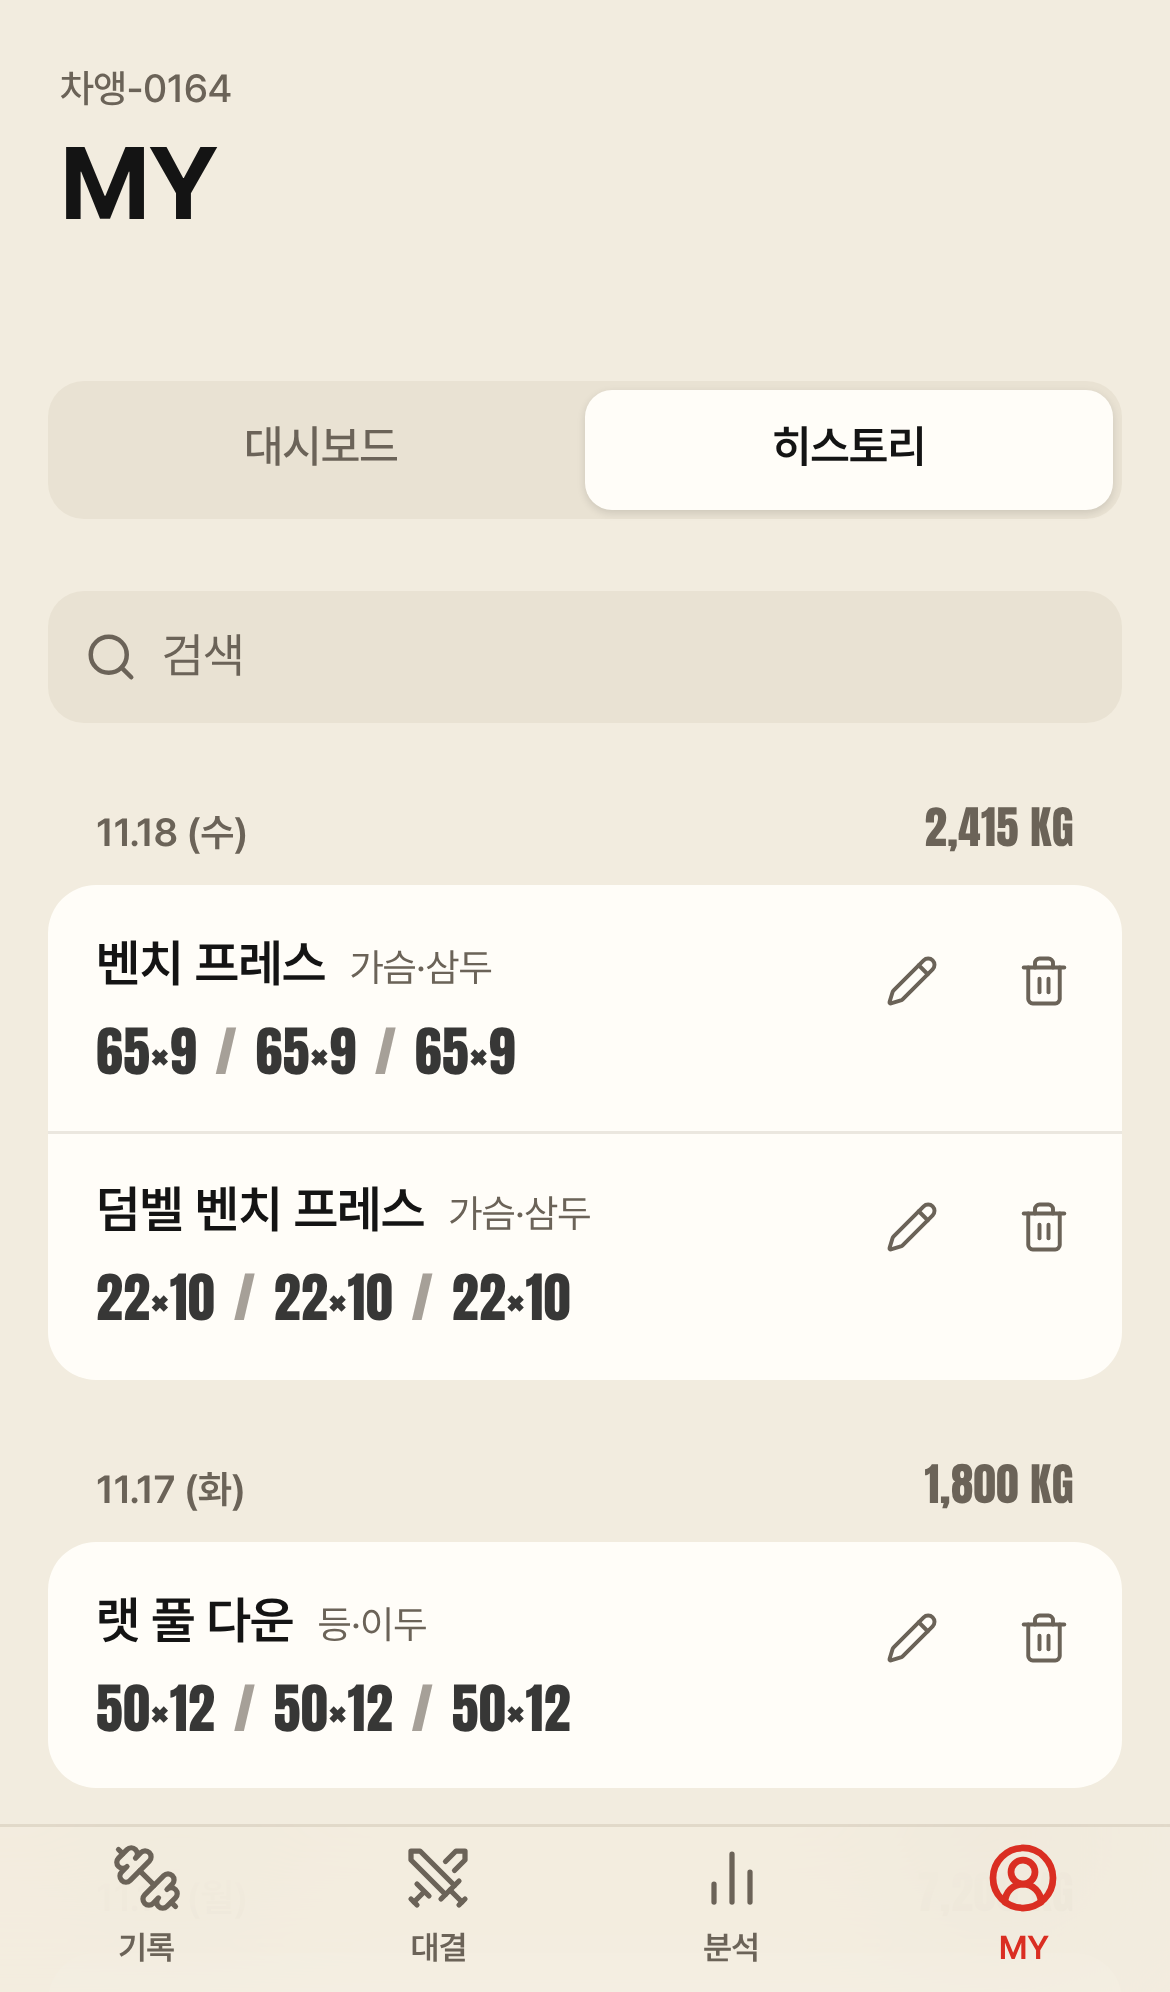 차앵-0164
MY
대시보드
히스토리
검색
11.18 (수)
2,415 KG
벤치 프레스 가슴·삼두
65×9 / 65×9 / 65×9
덤벨 벤치 프레스 가슴·삼두
22×10 / 22×10 / 22×10
11.17 (화)
1,800 KG
랫 풀 다운 등·이두
50×12 / 50×12 / 50×12
(월)
기록
대결
분석
MY